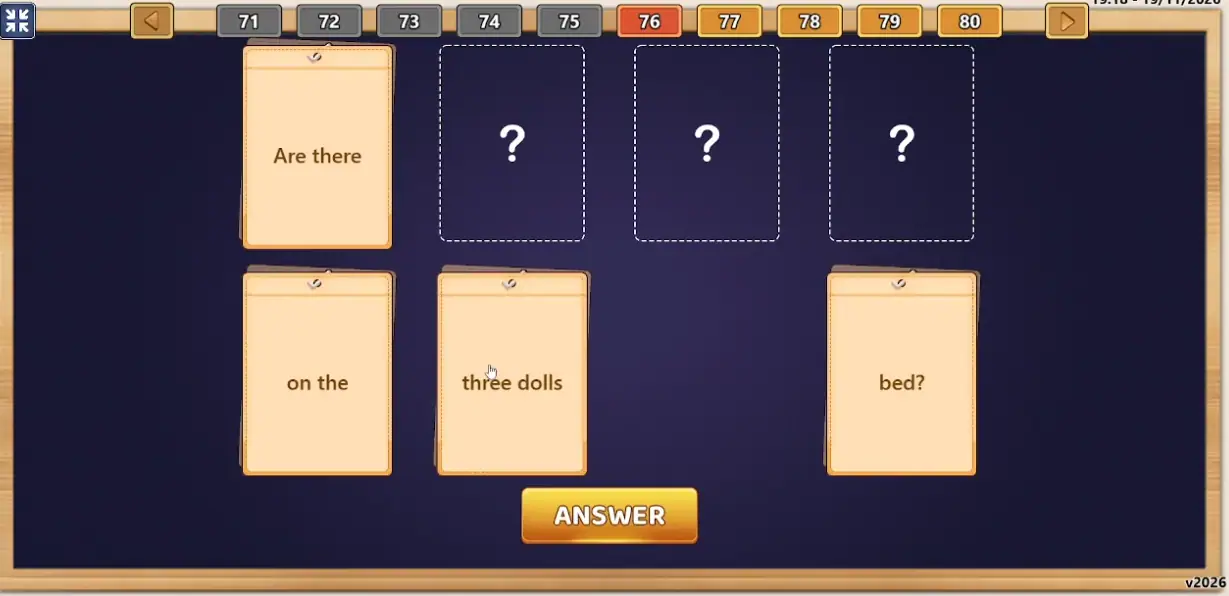 71 72 73 74 75 76 77 78 79 80
Are there
?
?
?
on the
three dolls
bed?
ANSWER
v2026